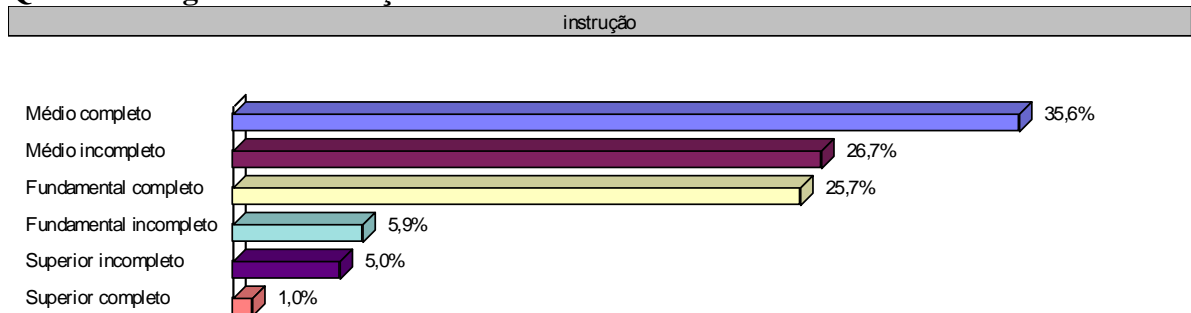 instrução
Médio completo 35,6%
Médio incompleto 26,7%
Fundamental completo 25,7%
Fundamental incompleto 5,9%
Superior incompleto 5,0%
Superior completo 1,0%